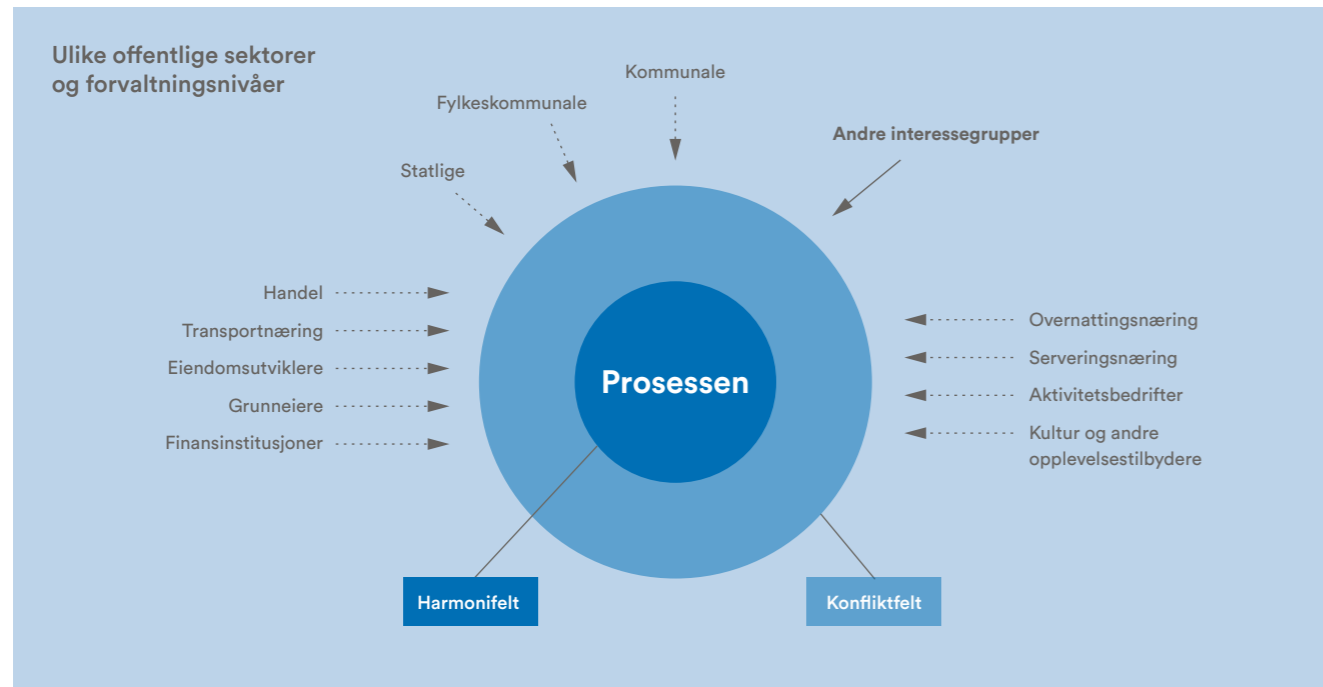 Ulike offentlige sektorer
og forvaltningsnivåer
Kommunale
Fylkeskommunale
Andre interessegrupper
Statlige
Handel
Transportnæring
Eiendomsutviklere
Grunneiere
Finansinstitusjoner
Prosessen
Overnattingsnæring
Serveringsnæring
Aktivitetsbedrifter
Kultur og andre
opplevelsestilbydere
Harmonifelt
Konfliktfelt